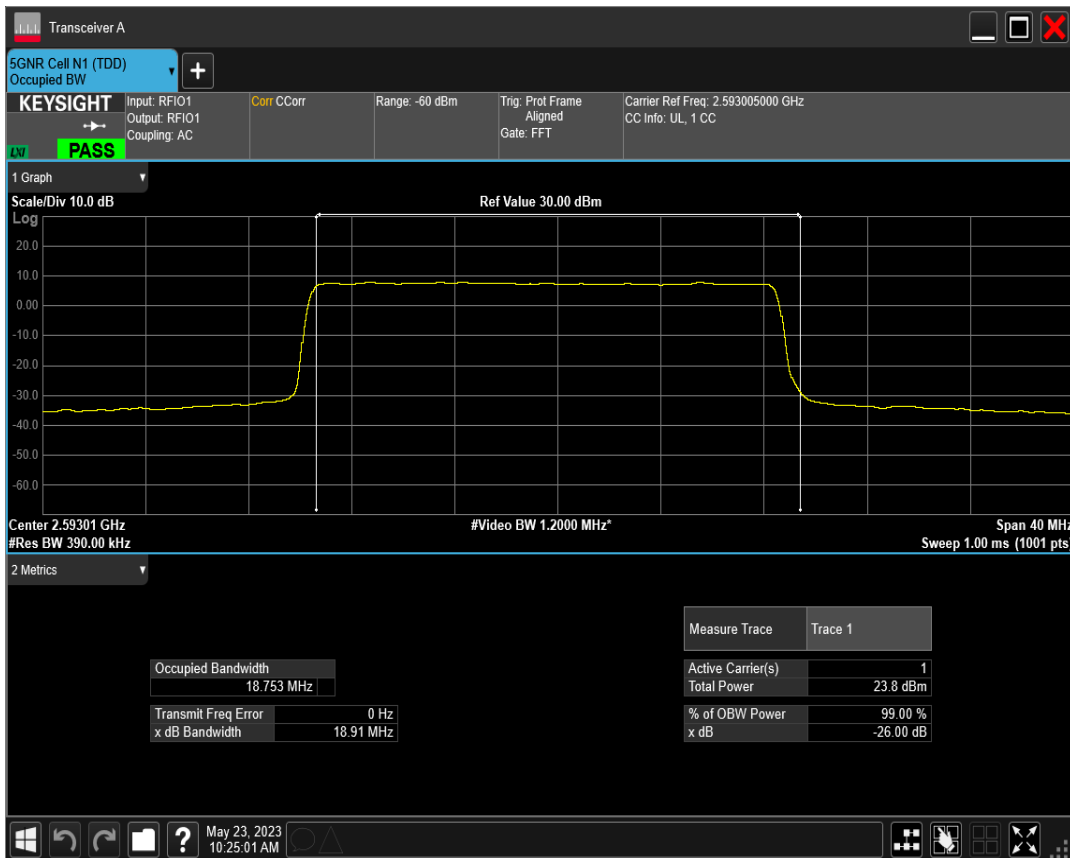 Transceiver A
5GNR Cell N1 (TDD)
Occupied BW
+
KEYSIGHT
LXI
PASS
Input: RFIO1
Output: RFIO1
Coupling: AC
Corr CCorr
Range: -60 dBm
Trig: Prot Frame
Aligned
Gate: FFT
Carrier Ref Freq: 2.593005000 GHz
CC Info: UL, 1 CC
1 Graph
Scale/Div 10.0 dB
Ref Value 30.00 dBm
Log
20.0
10.0
0.00
-10.0
-20.0
-30.0
-40.0
-50.0
-60.0
Center 2.59301 GHz
#Video BW 1.2000 MHz*
Span 40 MHz
#Res BW 390.00 kHz
Sweep 1.00 ms (1001 pts)
2 Metrics
Measure Trace Trace 1
Occupied Bandwidth
18.753 MHz
Active Carrier(s) 1
Total Power 23.8 dBm
Transmit Freq Error 0 Hz
x dB Bandwidth 18.91 MHz
% of OBW Power 99.00 %
x dB -26.00 dB
?
May 23, 2023
10:25:01 AM